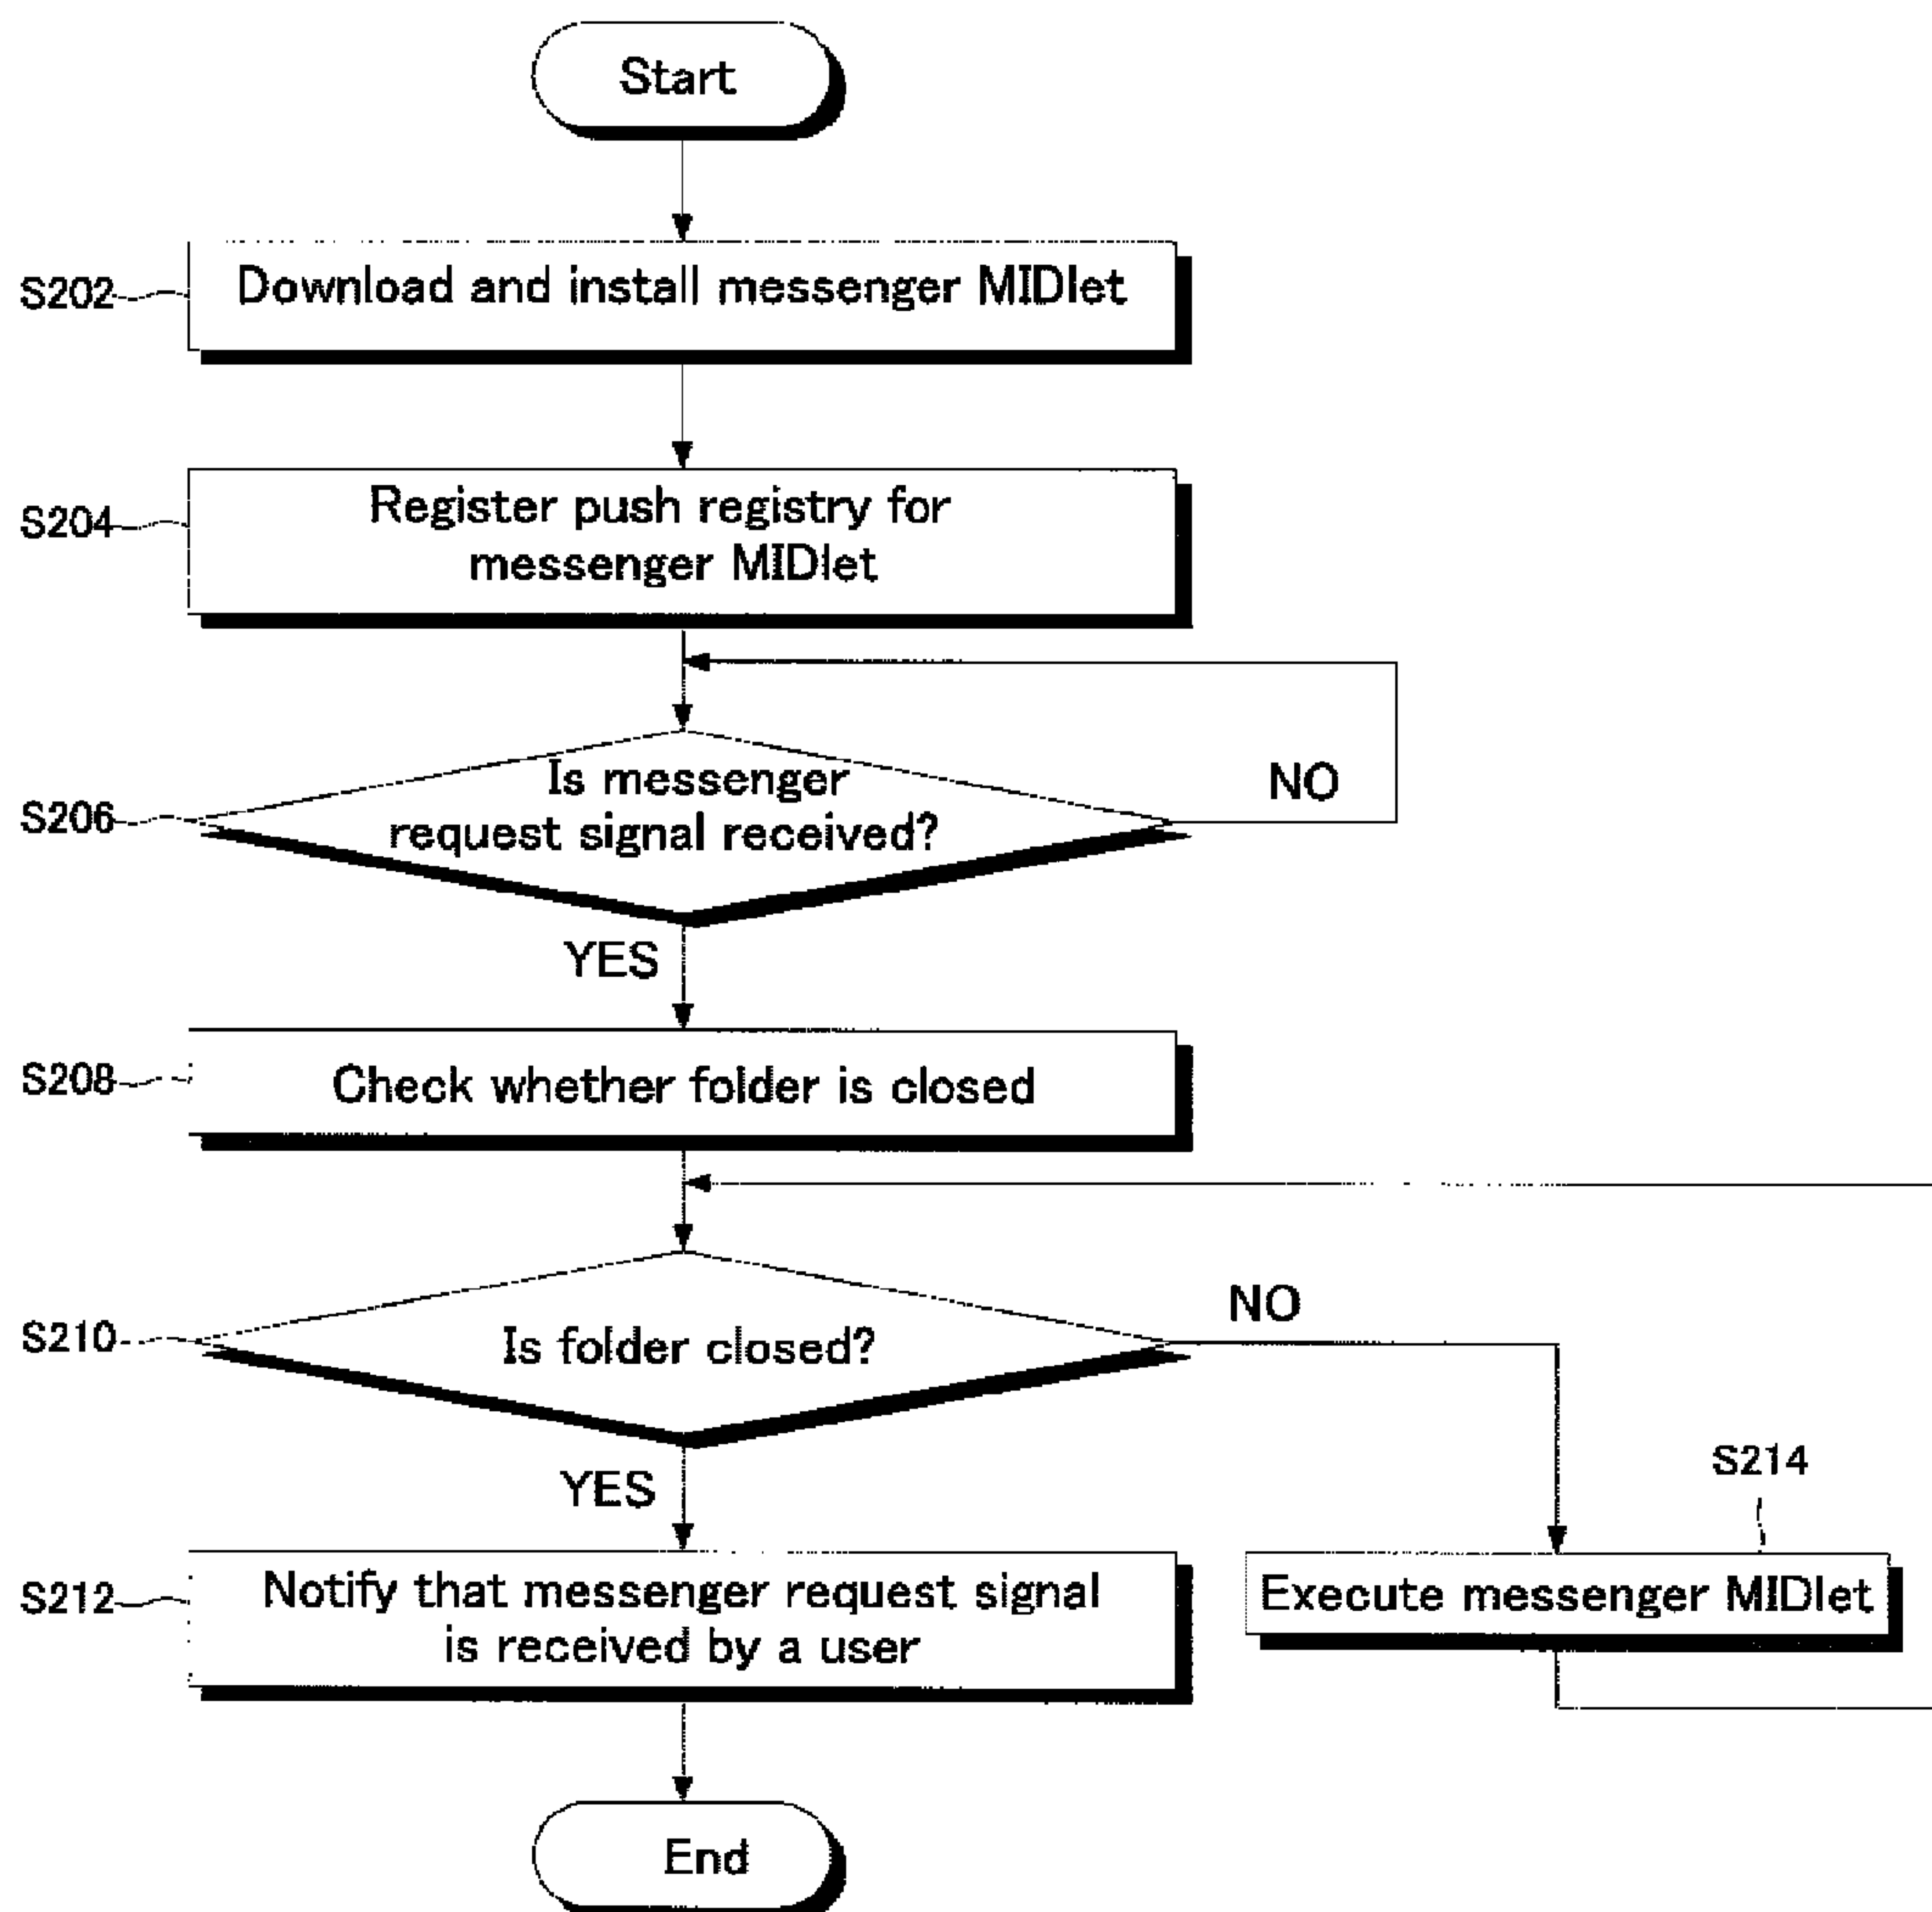 Start
S202
Download and install messenger MIDlet
S204
Register push registry for
messenger MIDlet
S206
Is messenger
request signal received?
NO
YES
S208
Check whether folder is closed
S210
Is folder closed?
NO
YES
S214
S212
Notify that messenger request signal
is received by a user
Execute messenger MIDlet
End